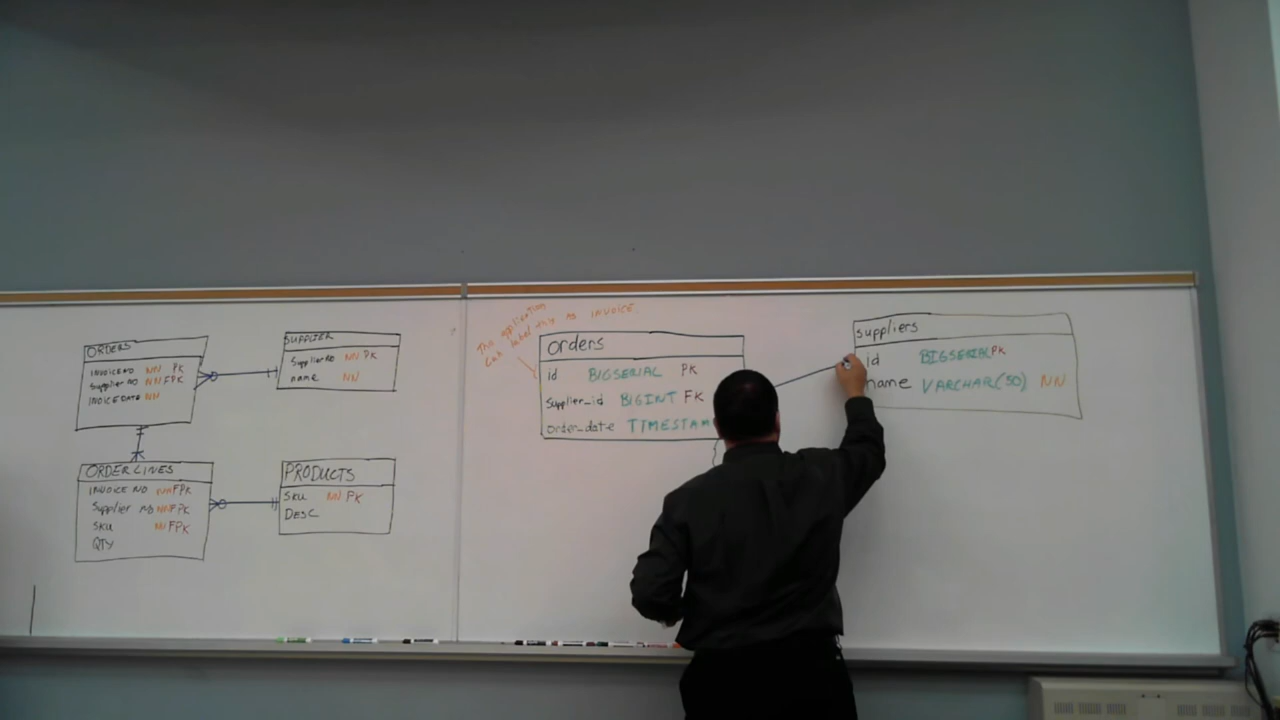 ORDERS
INVOICE NO NN PK
Supplier NO NN FPK
INOICE DATE NN
SUPPLIER
Supplier NO NN PK
name NN
ORDER LINES
INVOICE NO NN FPK
Supplier NO NN FPK
SKU NN FPK
QTY
PRODUCTS
SKU NN PK
DESC
The application
can label this as INVOICE.
orders
id BIGSERIAL PK
Supplier_id BIGINT FK
order_date TIMESTAM
suppliers
id BIGSERIAL PK
name VARCHAR(50) NN